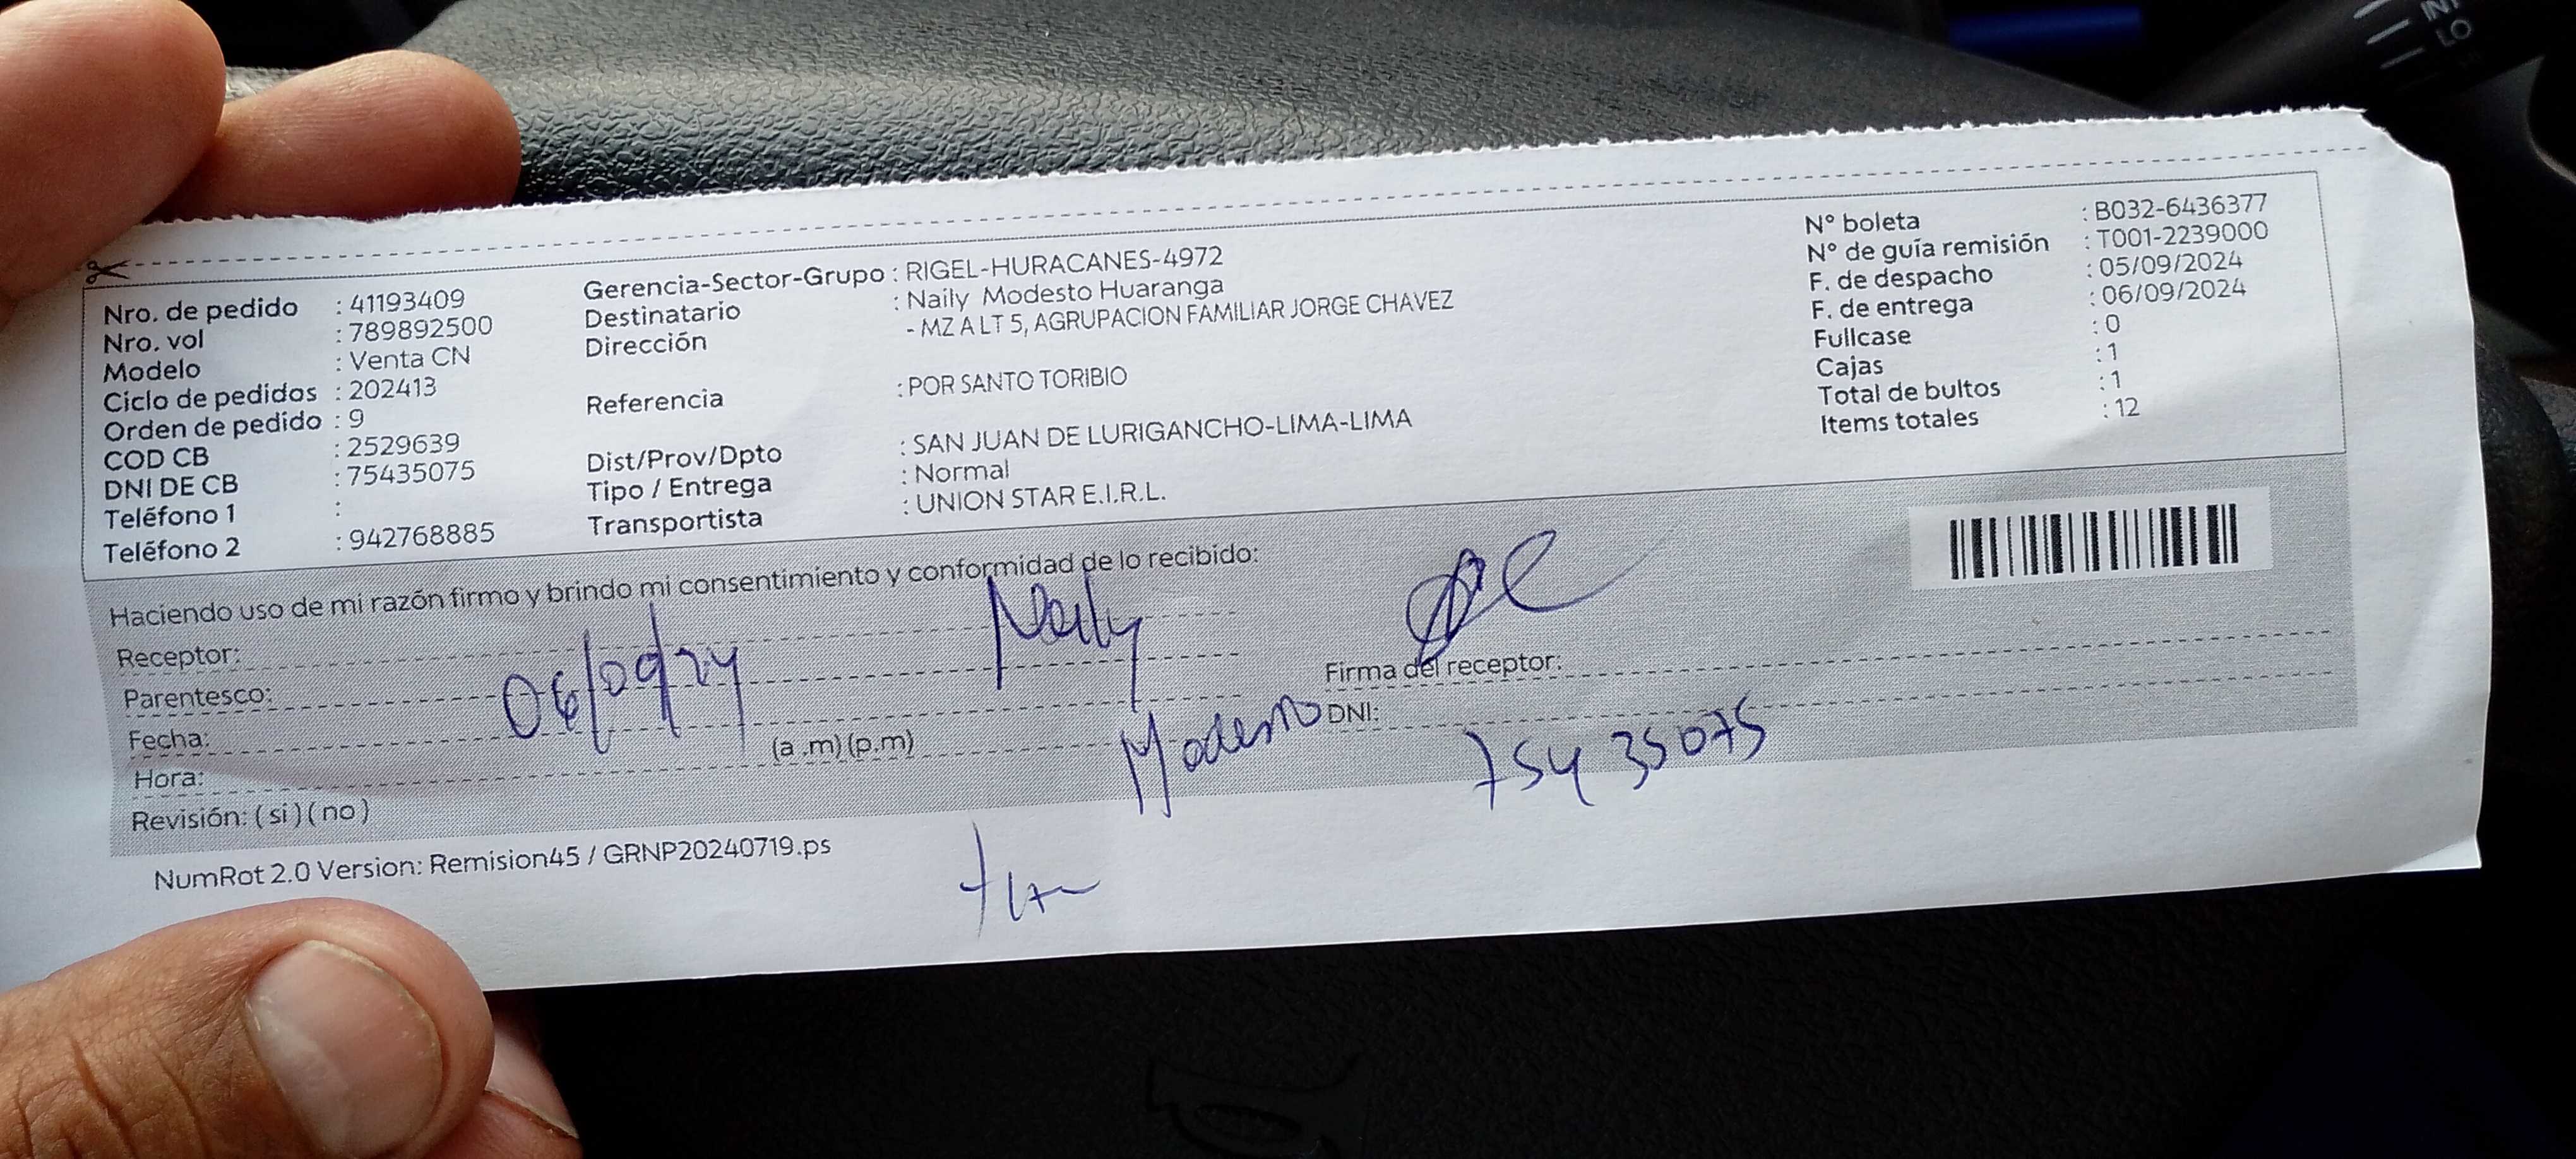 Nro. de pedido : 41193409
Nro. vol : 789892500
Modelo : Venta CN
Ciclo de pedidos : 202413
Orden de pedido : 9
COD CB : 2529639
DNI DE CB : 75435075
Teléfono 1 :
Teléfono 2 : 942768885
Gerencia-Sector-Grupo : RIGEL-HURACANES-4972
Destinatario : Naily Modesto Huaranga
Dirección - MZ A LT 5, AGRUPACION FAMILIAR JORGE CHAVEZ
Referencia : POR SANTO TORIBIO
Dist/Prov/Dpto : SAN JUAN DE LURIGANCHO-LIMA-LIMA
Tipo / Entrega : Normal
Transportista : UNION STAR E.I.R.L.
N° boleta : B032-6436377
N° de guía remisión : T001-2239000
F. de despacho : 05/09/2024
F. de entrega : 06/09/2024
Fullcase : 0
Cajas : 1
Total de bultos : 1
Items totales : 12
Haciendo uso de mi razón firmo y brindo mi consentimiento y conformidad de lo recibido:
Receptor: Naily
Parentesco: 06/09/24
Fecha: Modesto
Hora: (a .m) (p.m)
Revisión: ( si ) ( no )
Firma del receptor:
DNI: 75435075
NumRot 2.0 Version: Remision45 / GRNP20240719.ps
INT
LO